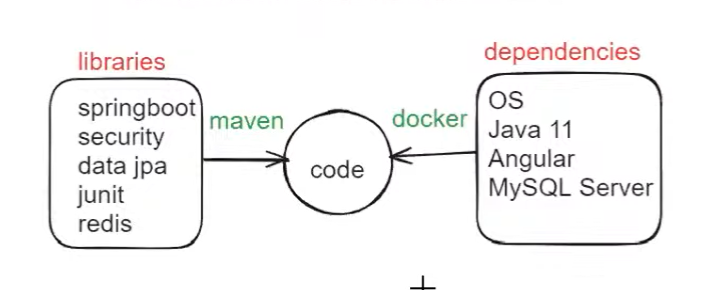 libraries
springboot
security
data jpa
junit
redis
maven
code
docker
dependencies
OS
Java 11
Angular
MySQL Server